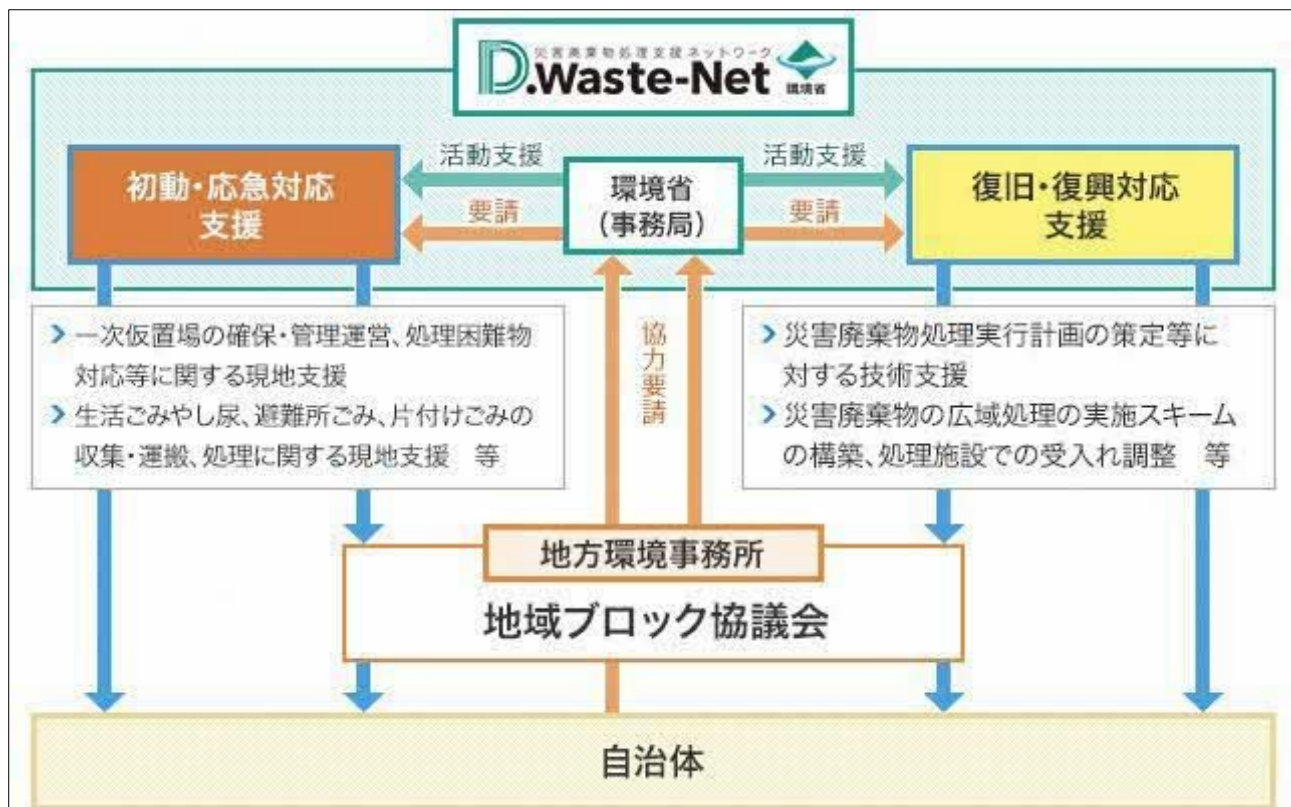 災害廃棄物処理支援ネットワーク
D.Waste-Net
環境省
活動支援
活動支援
初動・応急対応
支援
環境省
(事務局)
復旧・復興対応
支援
要請
要請
一次仮置場の確保・管理運営、処理困難物
対応等に関する現地支援
生活ごみやし尿、避難所ごみ、片付けごみの
収集・運搬、処理に関する現地支援 等
協力要請
災害廃棄物処理実行計画の策定等に
対する技術支援
災害廃棄物の広域処理の実施スキーム
の構築、処理施設での受入れ調整 等
地方環境事務所
地域ブロック協議会
自治体